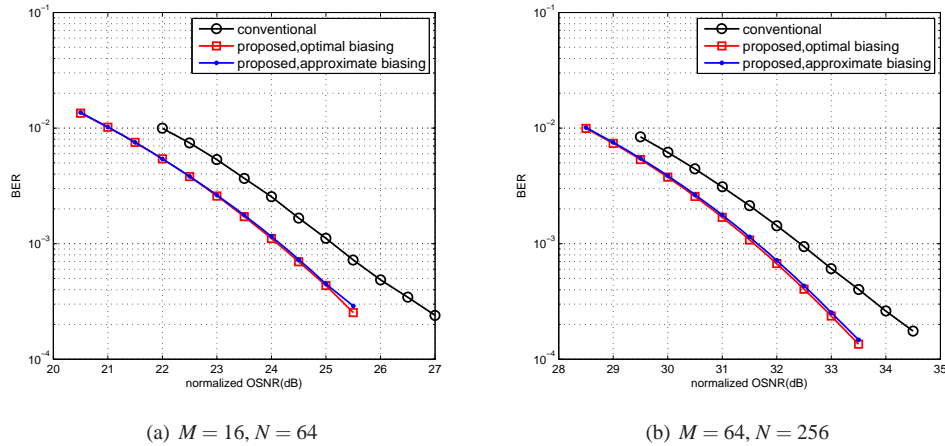 10⁻¹
10⁻²
10⁻³
10⁻⁴
BER
conventional
proposed,optimal biasing
proposed,approximate biasing
20 21 22 23 24 25 26 27
normalized OSNR(dB)
(a) M = 16, N = 64
10⁻¹
10⁻²
10⁻³
10⁻⁴
BER
conventional
proposed,optimal biasing
proposed,approximate biasing
28 29 30 31 32 33 34 35
normalized OSNR(dB)
(b) M = 64, N = 256